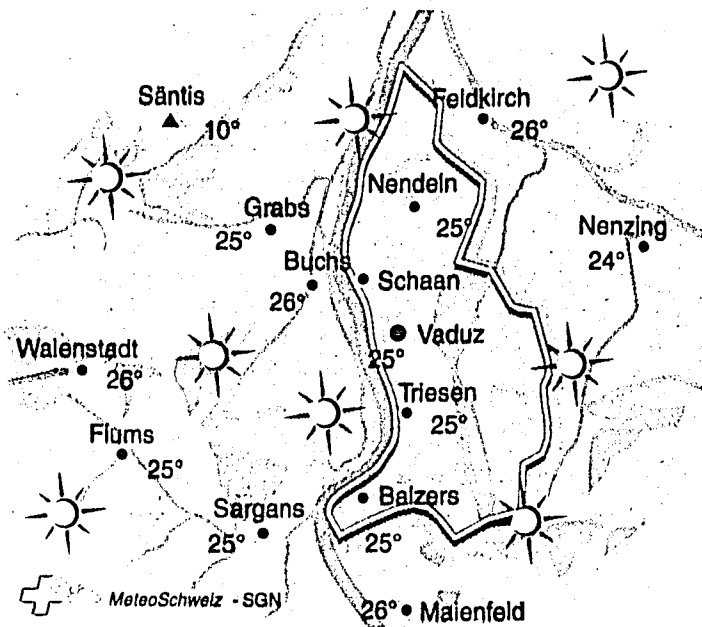 Säntis
10°
Feldkirch
26°
Nendeln
25°
Grabs
25°
Nenzing
24°
Buchs
26°
Schaan
Vaduz
25°
Walenstadt
26°
Triesen
25°
Flums
25°
Balzers
25°
Sargans
25°
MeteoSchweiz - SGN
26°
Maienfeld